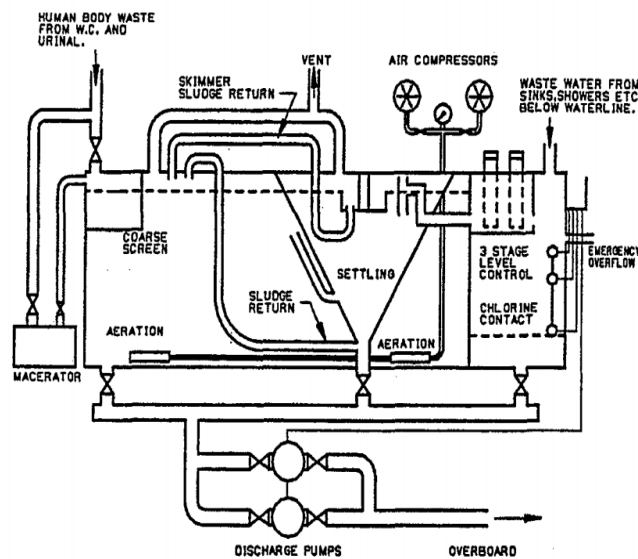 HUMAN BODY WASTE
FROM W.C. AND
URINAL.
VENT
AIR COMPRESSORS
SKIMMER
SLUDGE RETURN
WASTE WATER FROM
SINKS,SHOWERS ETC
BELOW WATERLINE.
COARSE
SCREEN
SETTLING
3 STAGE
LEVEL
CONTROL
EMERGENCY
OVERFLOW
SLUDGE
RETURN
CHLORINE
CONTACT
AERATION
AERATION
MACERATOR
DISCHARGE PUMPS
OVERBOARD